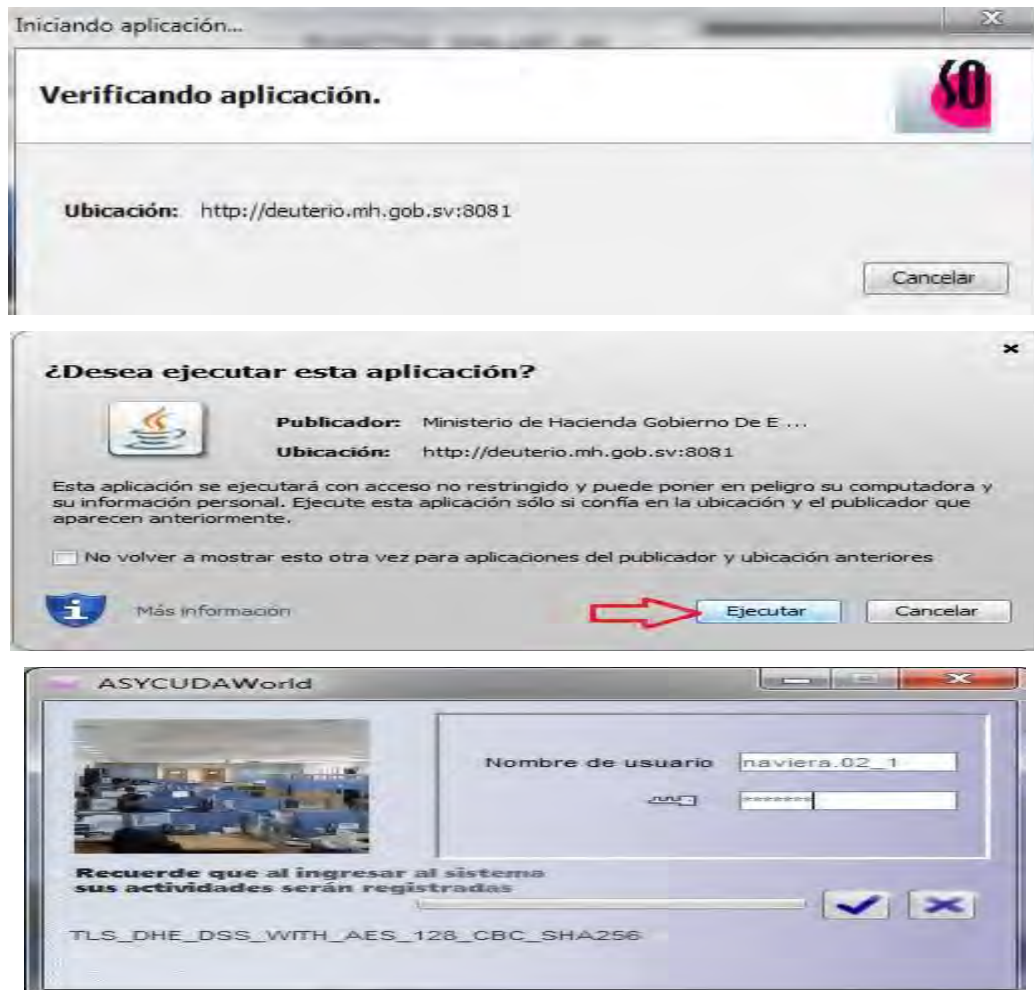 Iniciando aplicación...
Verificando aplicación.
Ubicación: http://deuterio.mh.gob.sv:8081
Cancelar
¿Desea ejecutar esta aplicación?
Publicador: Ministerio de Hacienda Gobierno De E ...
Ubicación: http://deuterio.mh.gob.sv:8081
Esta aplicación se ejecutará con acceso no restringido y puede poner en peligro su computadora y
su información personal. Ejecute esta aplicación sólo si confía en la ubicación y el publicador que
aparecen anteriormente.
No volver a mostrar esto otra vez para aplicaciones del publicador y ubicación anteriores
Más información
Ejecutar
Cancelar
ASYCUDAWorld
Nombre de usuario naviera.02_1
*******
Recuerde que al ingresar al sistema
sus actividades serán registradas
TLS_DHE_DSS_WITH_AES_128_CBC_SHA256